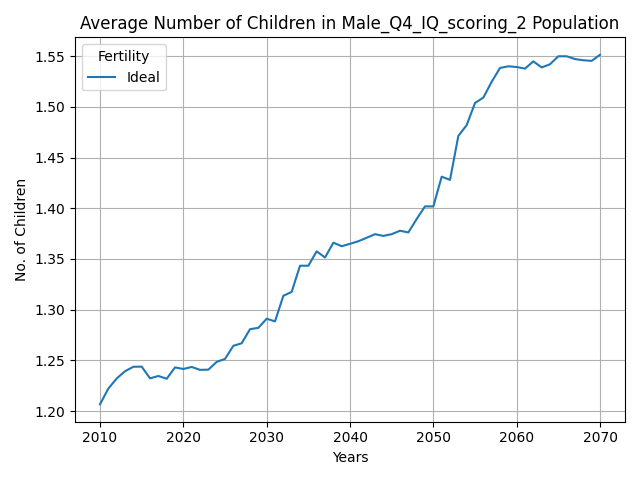 Average Number of Children in Male_Q4_IQ_scoring_2 Population
Fertility
Ideal
No. of Children
1.55
1.50
1.45
1.40
1.35
1.30
1.25
1.20
2010 2020 2030 2040 2050 2060 2070
Years